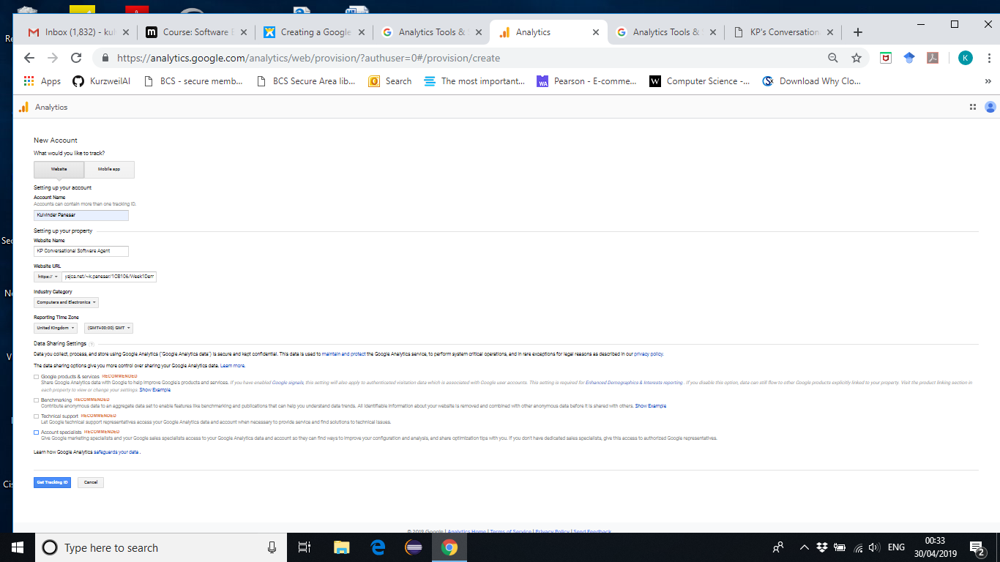 Inbox (1,832) - kul
Course: Software E
Creating a Google
Analytics Tools &
Analytics
Analytics Tools &
KP's Conversation
https://analytics.google.com/analytics/web/provision/?authuser=0#/provision/create
K
Apps
KurzweilAI
BCS - secure memb...
BCS Secure Area lib...
Search
The most important...
Pearson - E-comme...
Computer Science -...
Download Why Clo...
Analytics
New Account
What would you like to track?
Website
Mobile app
Setting up your account
Account Name
Accounts can contain more than one tracking ID.
Kulvinder Panesar
Setting up your property
Website Name
KP Conversational Software Agent
Website URL
https://
ysjcs.net/~k.panesar/1CB106/Week1Dem
Industry Category
Computers and Electronics
Reporting Time Zone
United Kingdom
(GMT+00:00) GMT
Data Sharing Settings
Data you collect, process, and store using Google Analytics ("Google Analytics data") is secure and kept confidential. This data is used to maintain and protect the Google Analytics service, to perform system critical operations, and in rare exceptions for legal reasons as described in our privacy policy.
The data sharing options give you more control over sharing your Google Analytics data. Learn more.
Google products & services RECOMMENDED
Share Google Analytics data with Google to help improve Google's products and services. If you have enabled Google signals, this setting will also apply to authenticated visitation data which is associated with Google user accounts. This setting is required for Enhanced Demographics & Interests reporting . If you disable this option, data can still flow to other Google products explicitly linked to your property. Visit the product linking section in
each property to view or change your settings. Show Example
Benchmarking RECOMMENDED
Contribute anonymous data to an aggregate data set to enable features like benchmarking and publications that can help you understand data trends. All identifiable information about your website is removed and combined with other anonymous data before it is shared with others. Show Example
Technical support RECOMMENDED
Let Google technical support representatives access your Google Analytics data and account when necessary to provide service and find solutions to technical issues.
Account specialists RECOMMENDED
Give Google marketing specialists and your Google sales specialists access to your Google Analytics data and account so they can find ways to improve your configuration and analysis, and share optimization tips with you. If you don't have dedicated sales specialists, give this access to authorized Google representatives.
Learn how Google Analytics safeguards your data .
Get Tracking ID
Cancel
© 2019 Google | Analytics Home | Terms of Service | Privacy Policy | Send Feedback
Type here to search
ENG
00:33
30/04/2019
2